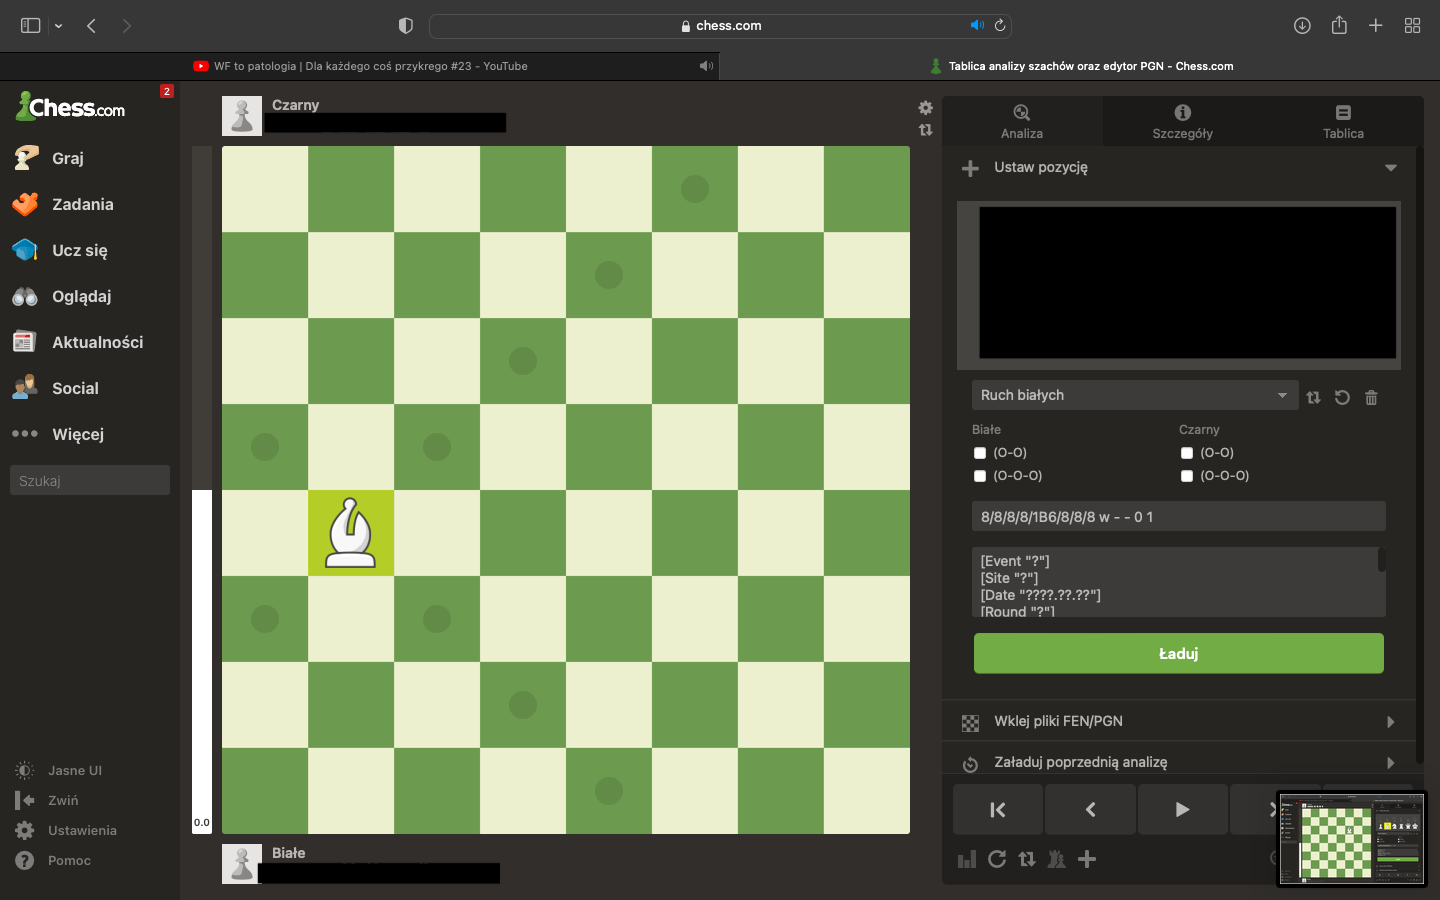 chess.com
WF to patologia | Dla każdego coś przykrego #23 - YouTube
Tablica analizy szachów oraz edytor PGN - Chess.com
Chess.com
2
Graj
Zadania
Ucz się
Oglądaj
Aktualności
Social
Więcej
Szukaj
Jasne UI
Zwiń
Ustawienia
Pomoc
Czarny
0.0
Białe
Analiza
Szczegóły
Tablica
Ustaw pozycję
Ruch białych
Białe
Czarny
(O-O)
(O-O)
(O-O-O)
(O-O-O)
8/8/8/8/1B6/8/8/8 w - - 0 1
[Event "?"]
[Site "?"]
[Date "????.??.??"]
[Round "?"]
Ładuj
Wklej pliki FEN/PGN
Załaduj poprzednią analizę